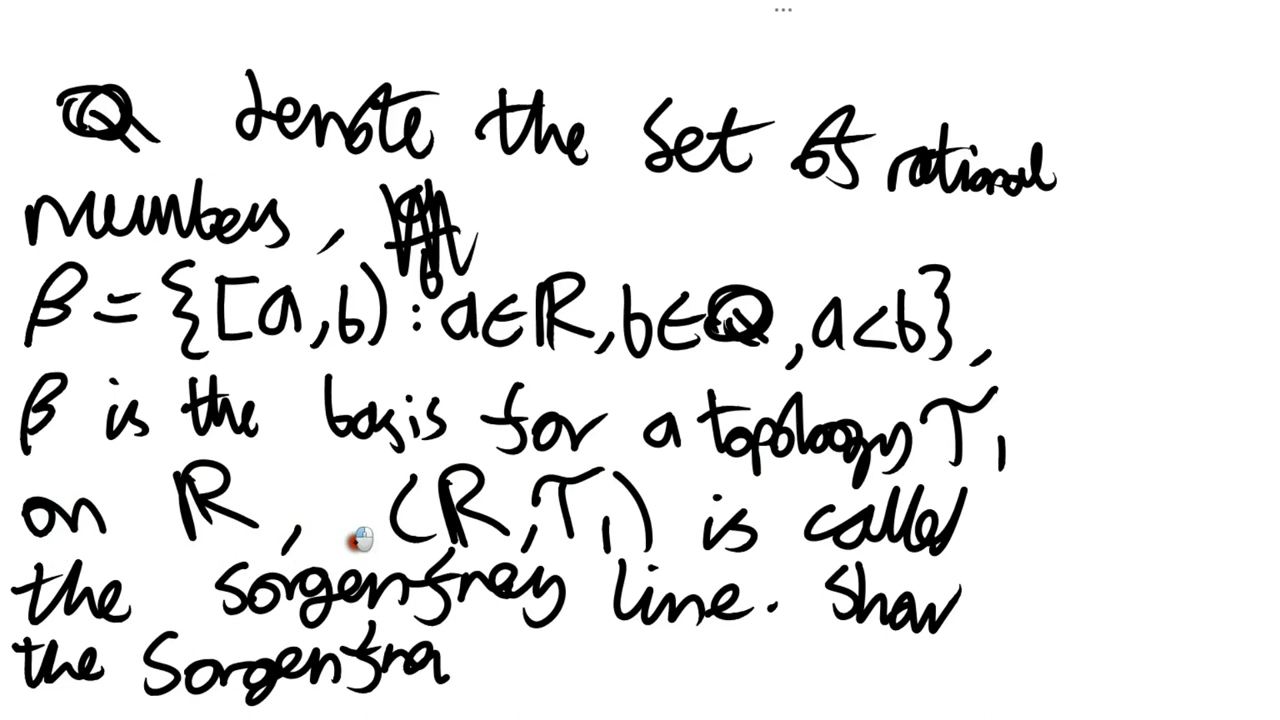 Q denote the set of rational
numbers,
β = {[a,b) : a∈ℝ, b∈Q, a<b},
β is the basis for a topology T₁
on ℝ, (ℝ,T₁) is called
the Sorgenfrey line. Show
the Sorgenfra